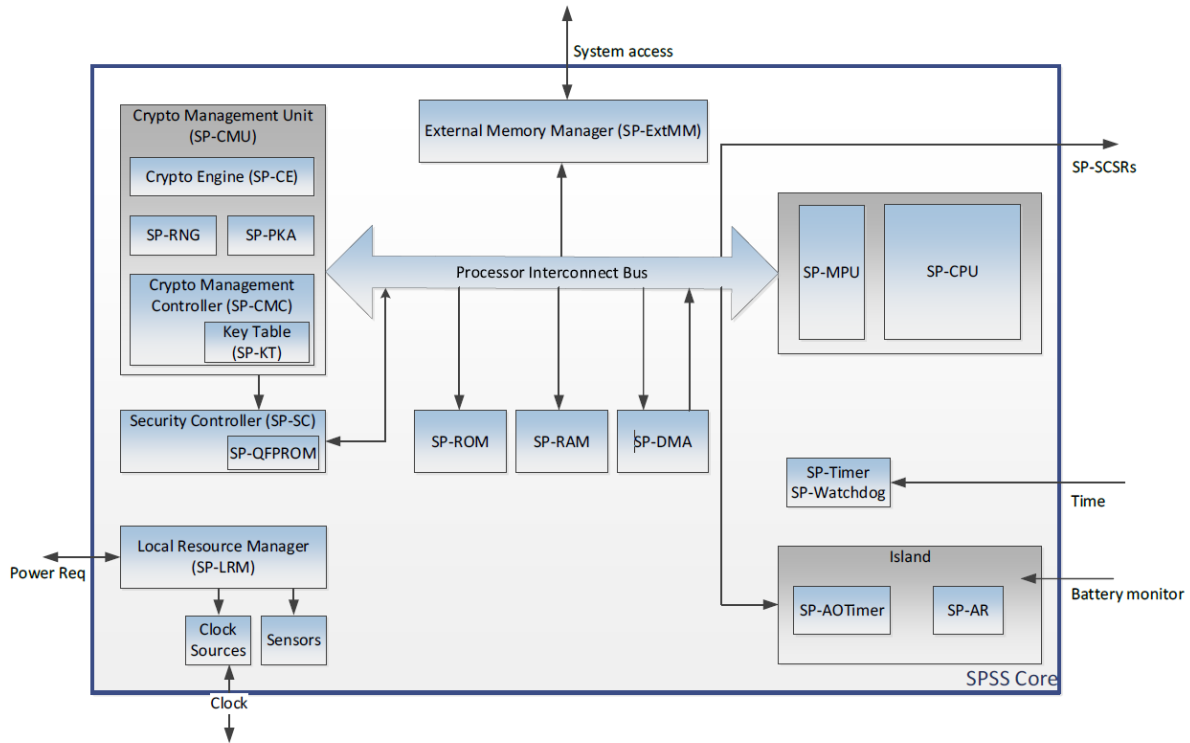 System access
Crypto Management Unit
(SP-CMU)
External Memory Manager (SP-ExtMM)
SP-SCSRs
Crypto Engine (SP-CE)
SP-RNG
SP-PKA
Processor Interconnect Bus
SP-MPU
SP-CPU
Crypto Management
Controller (SP-CMC)
Key Table
(SP-KT)
Security Controller (SP-SC)
SP-QFPROM
SP-ROM
SP-RAM
SP-DMA
SP-Timer
SP-Watchdog
Time
Local Resource Manager
(SP-LRM)
Power Req
Island
Battery monitor
SP-AOTimer
SP-AR
Clock
Sources
Sensors
SPSS Core
Clock